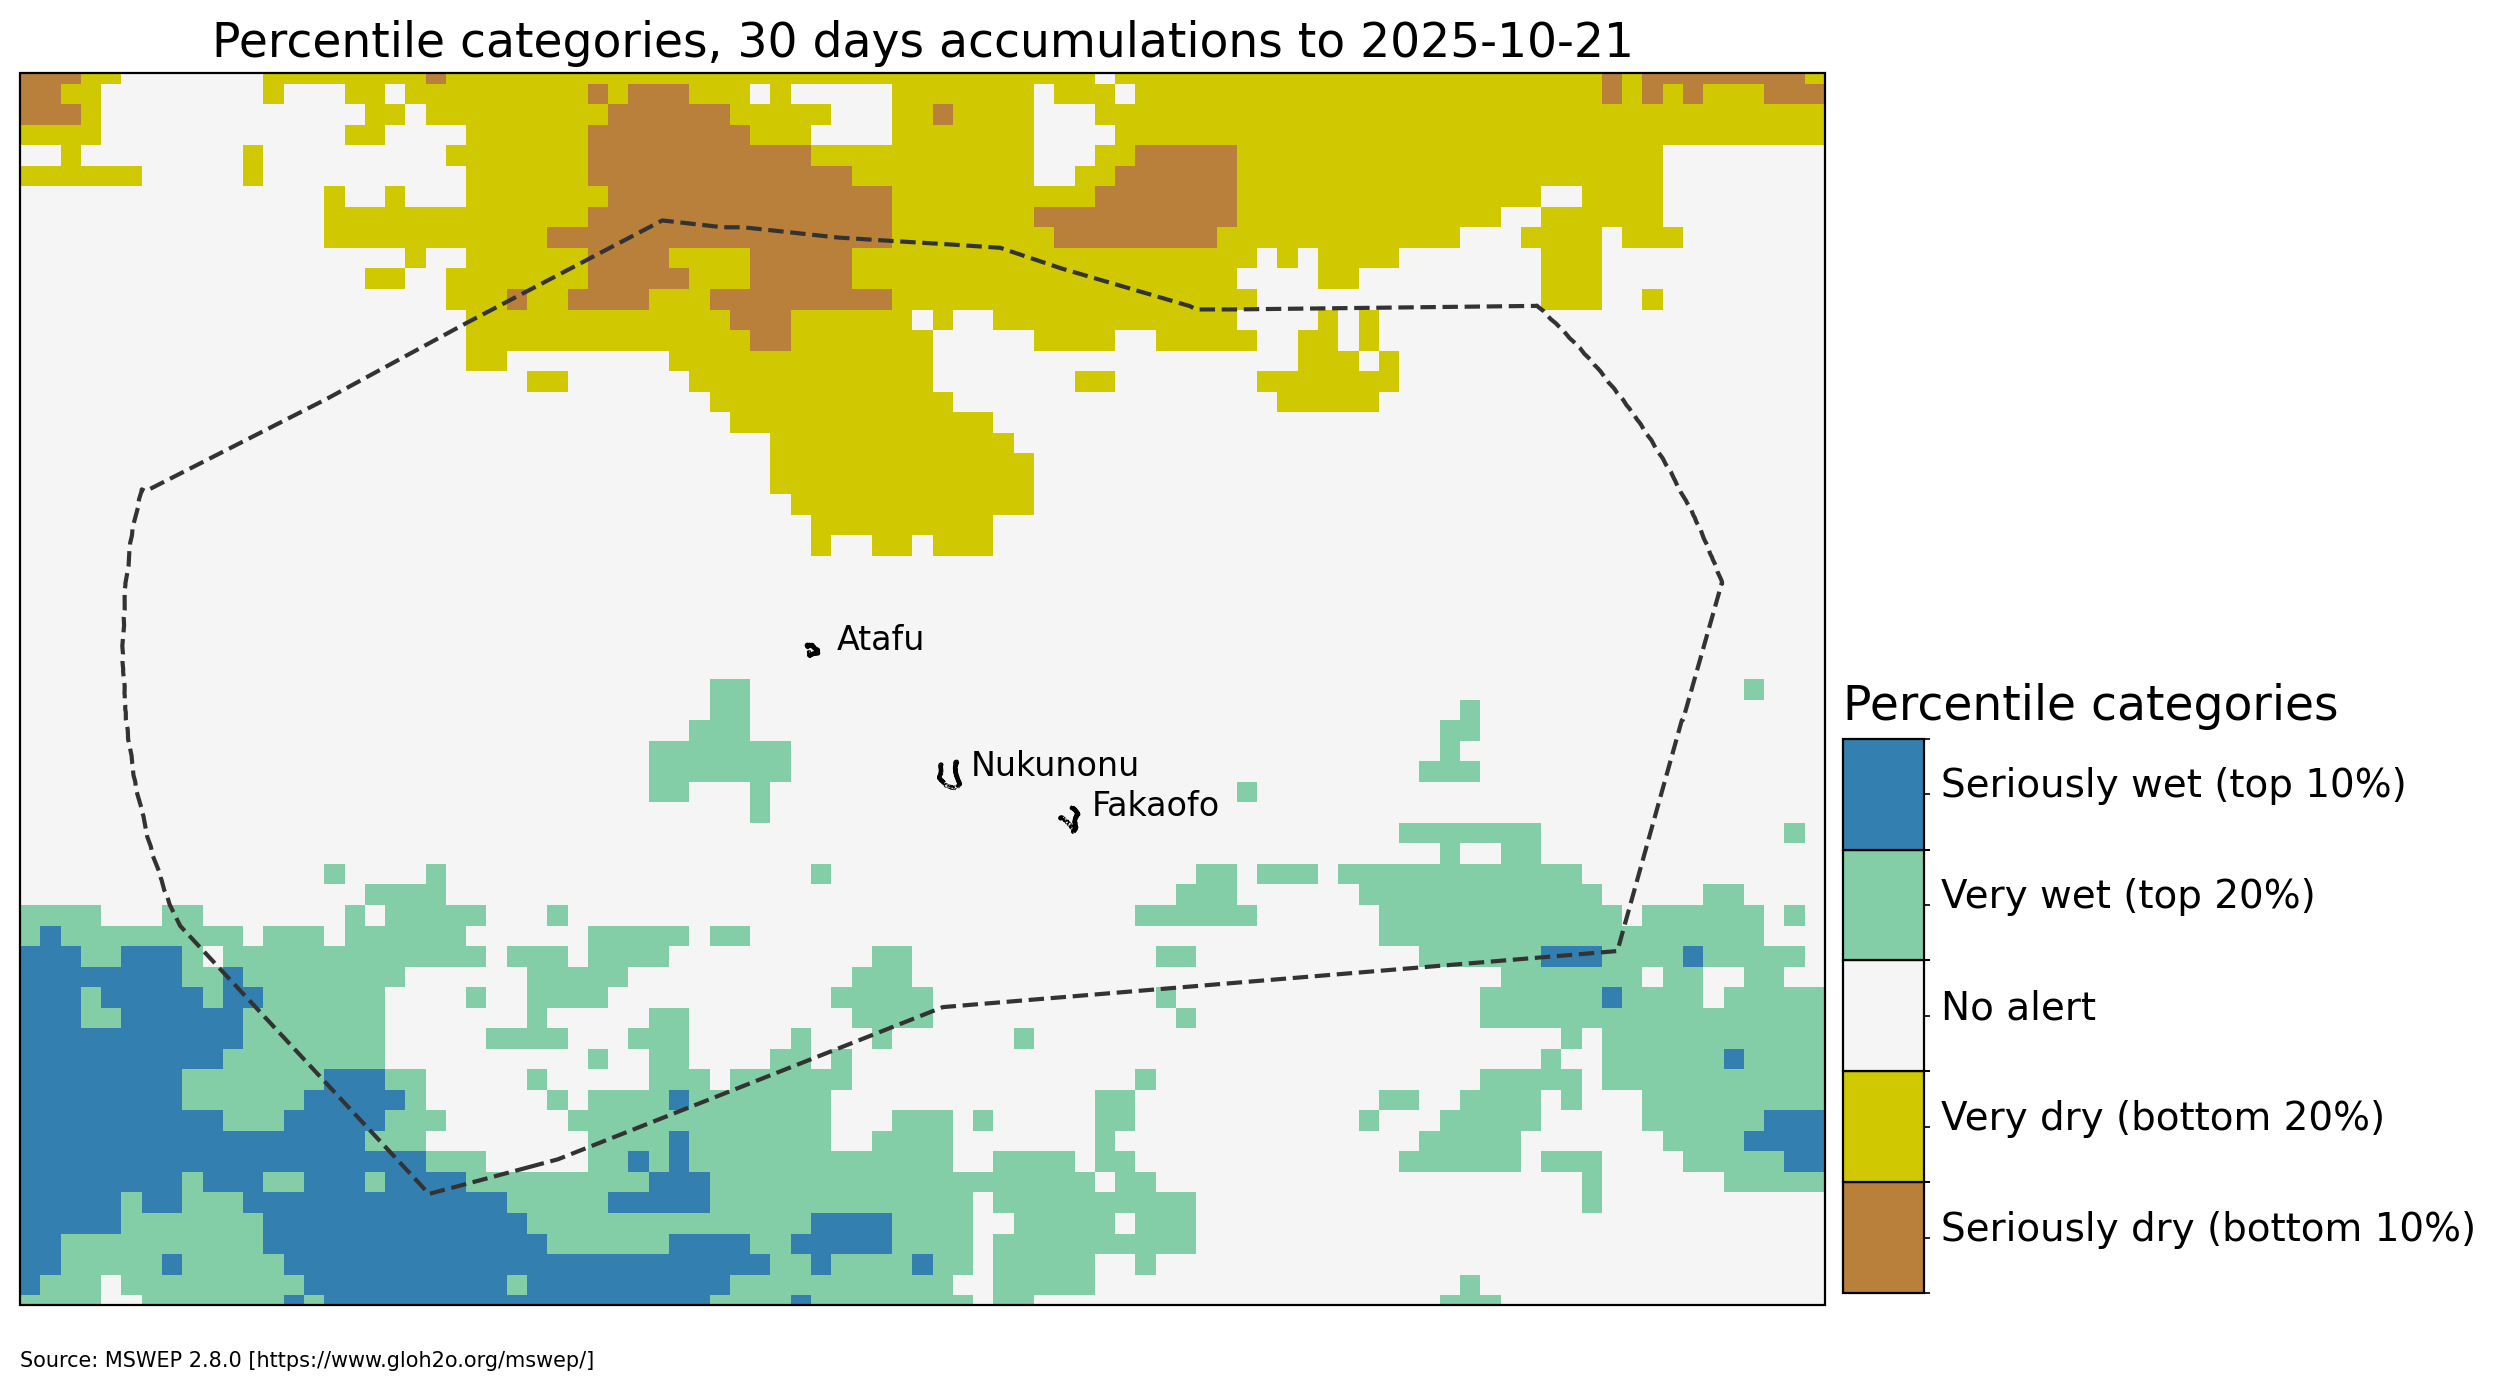 Percentile categories, 30 days accumulations to 2025-10-21
Atafu
Nukunonu
Fakaofo
Percentile categories
Seriously wet (top 10%)
Very wet (top 20%)
No alert
Very dry (bottom 20%)
Seriously dry (bottom 10%)
Source: MSWEP 2.8.0 [https://www.gloh2o.org/mswep/]